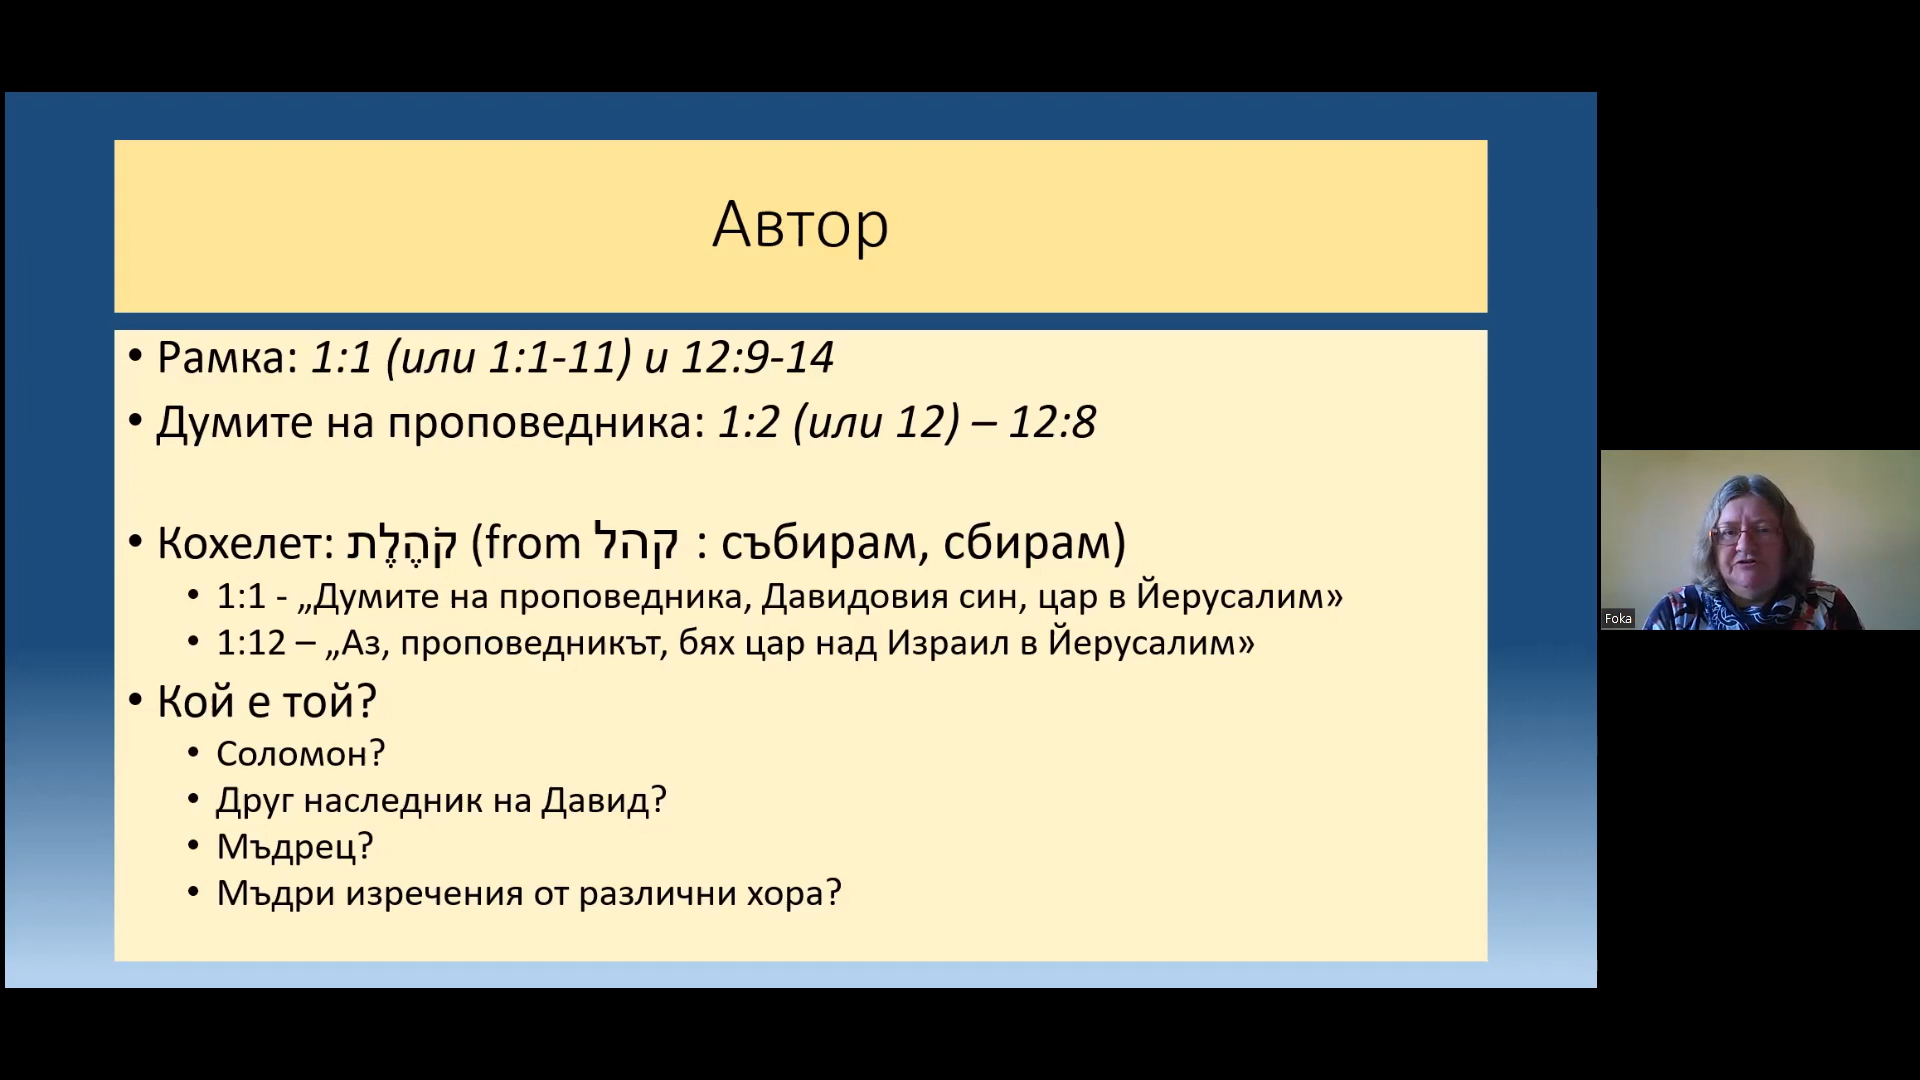 Автор
• Рамка: 1:1 (или 1:1-11) и 12:9-14
• Думите на проповедника: 1:2 (или 12) – 12:8
• Кохелет: קֹהֶלֶת (from קהל : събирам, сбирам)
• 1:1 - „Думите на проповедника, Давидовия син, цар в Йерусалим»
• 1:12 – „Аз, проповедникът, бях цар над Израил в Йерусалим»
• Кой е той?
• Соломон?
• Друг наследник на Давид?
• Мъдрец?
• Мъдри изречения от различни хора?
Foka